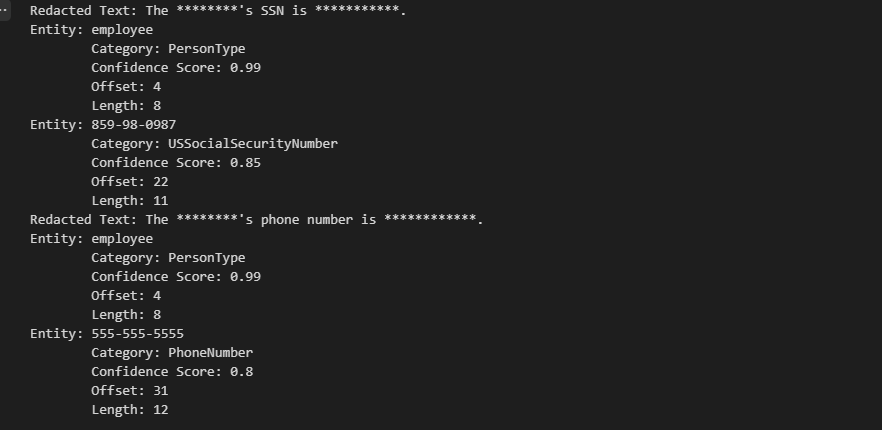 Redacted Text: The ********'s SSN is ***********.
Entity: employee
Category: PersonType
Confidence Score: 0.99
Offset: 4
Length: 8
Entity: 859-98-0987
Category: USSocialSecurityNumber
Confidence Score: 0.85
Offset: 22
Length: 11
Redacted Text: The ********'s phone number is ************.
Entity: employee
Category: PersonType
Confidence Score: 0.99
Offset: 4
Length: 8
Entity: 555-555-5555
Category: PhoneNumber
Confidence Score: 0.8
Offset: 31
Length: 12